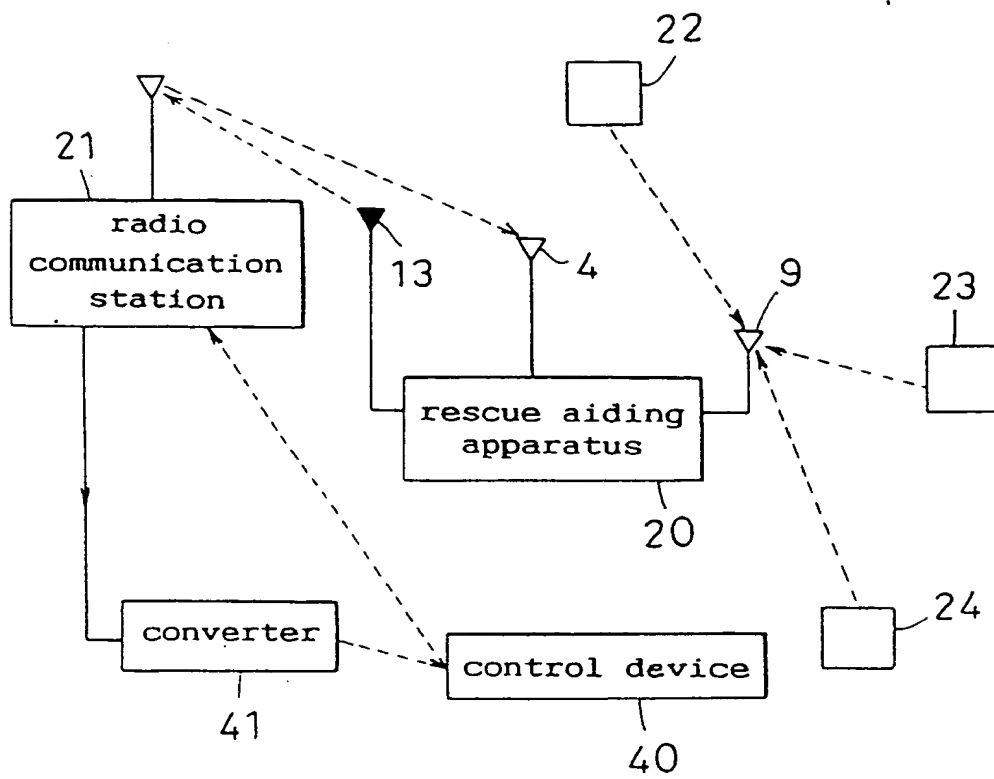 22
21
radio
communication
station
13
4
9
23
rescue aiding
apparatus
20
24
converter
control device
41
40